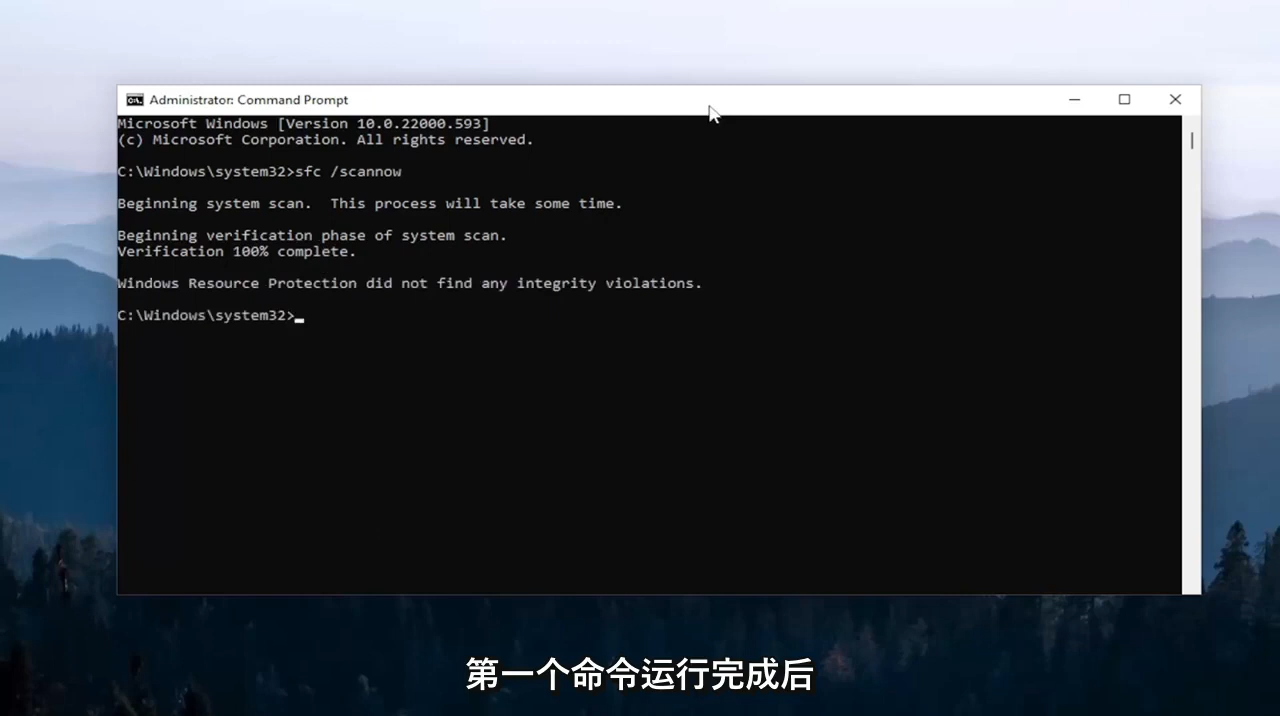 Administrator: Command Prompt
Microsoft Windows [Version 10.0.22000.593]
(c) Microsoft Corporation. All rights reserved.
C:\Windows\system32>sfc /scannow
Beginning system scan.  This process will take some time.
Beginning verification phase of system scan.
Verification 100% complete.
Windows Resource Protection did not find any integrity violations.
C:\Windows\system32>
第一个命令运行完成后